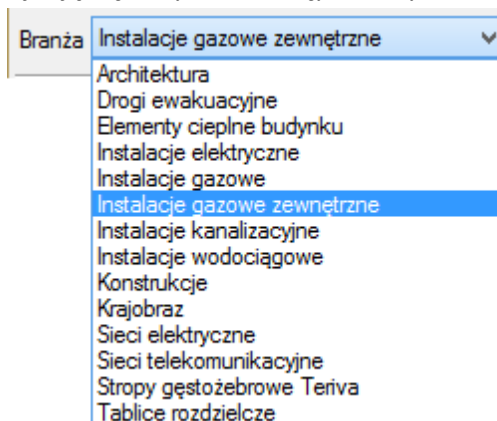 Branża Instalacje gazowe zewnętrzne
Architektura
Drogi ewakuacyjne
Elementy cieplne budynku
Instalacje elektryczne
Instalacje gazowe
Instalacje gazowe zewnętrzne
Instalacje kanalizacyjne
Instalacje wodociągowe
Konstrukcje
Krajobraz
Sieci elektryczne
Sieci telekomunikacyjne
Stropy gęstożebrowe Teriva
Tablice rozdzielcze